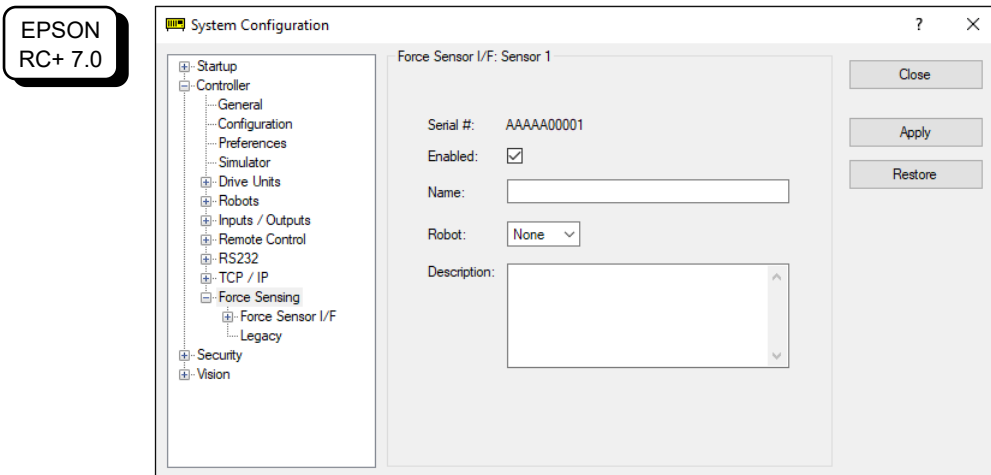 EPSON
RC+ 7.0
System Configuration
?
Startup
Controller
General
Configuration
Preferences
Simulator
Drive Units
Robots
Inputs / Outputs
Remote Control
RS232
TCP / IP
Force Sensing
Force Sensor I/F
Legacy
Security
Vision
Force Sensor I/F: Sensor 1
Serial #: AAAAA00001
Enabled:
Name:
Robot: None
Description:
Close
Apply
Restore